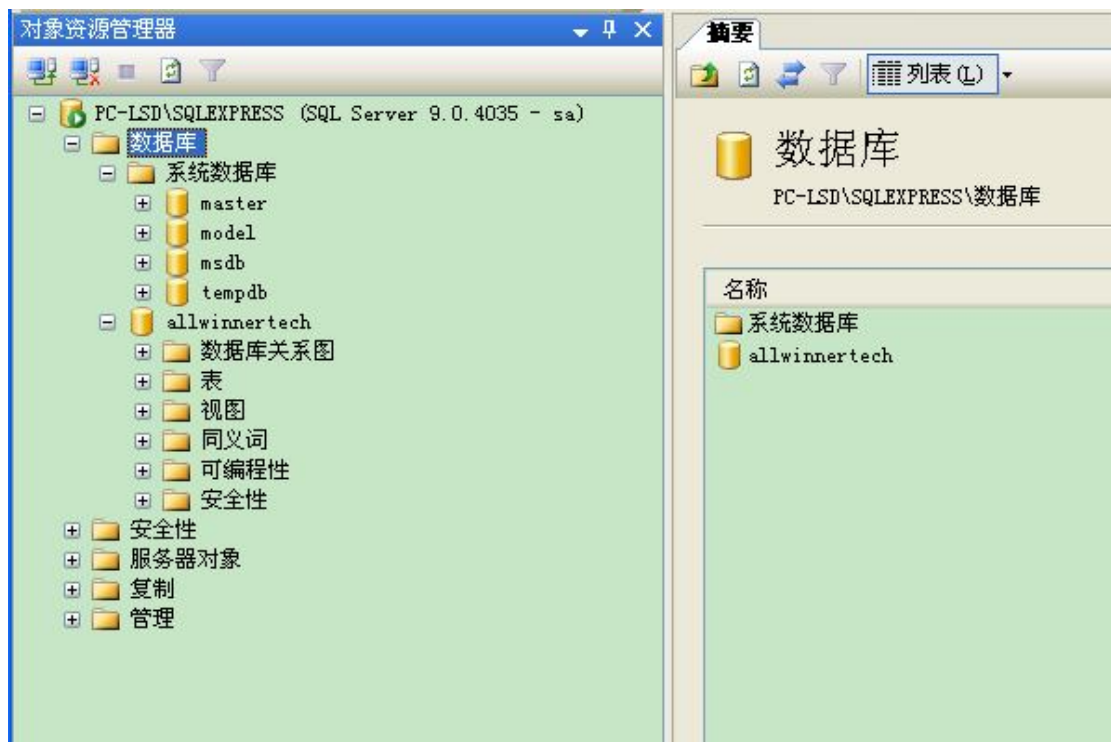 对象资源管理器
PC-LSD\SQLEXPRESS (SQL Server 9.0.4035 - sa)
数据库
系统数据库
master
model
msdb
tempdb
allwinnertech
数据库关系图
表
视图
同义词
可编程性
安全性
安全性
服务器对象
复制
管理
摘要
列表(L)
数据库
PC-LSD\SQLEXPRESS\数据库
名称
系统数据库
allwinnertech